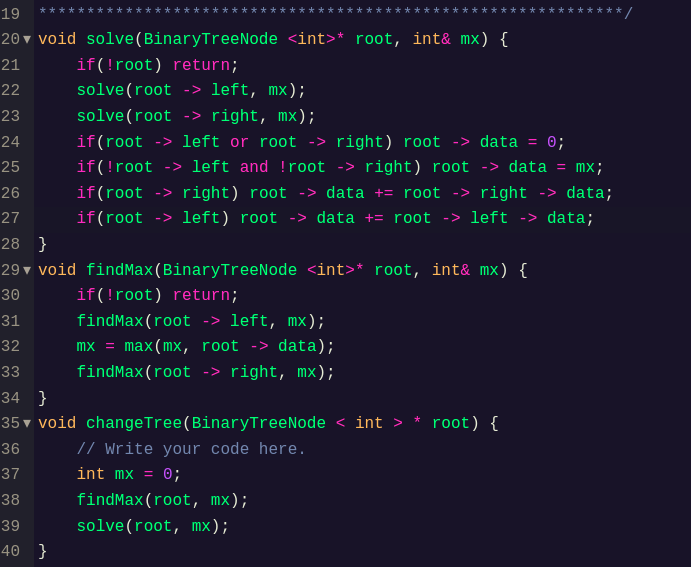 19 *************************************************************/
20 void solve(BinaryTreeNode <int>* root, int& mx) {
21     if(!root) return;
22     solve(root -> left, mx);
23     solve(root -> right, mx);
24     if(root -> left or root -> right) root -> data = 0;
25     if(!root -> left and !root -> right) root -> data = mx;
26     if(root -> right) root -> data += root -> right -> data;
27     if(root -> left) root -> data += root -> left -> data;
28 }
29 void findMax(BinaryTreeNode <int>* root, int& mx) {
30     if(!root) return;
31     findMax(root -> left, mx);
32     mx = max(mx, root -> data);
33     findMax(root -> right, mx);
34 }
35 void changeTree(BinaryTreeNode < int > * root) {
36     // Write your code here.
37     int mx = 0;
38     findMax(root, mx);
39     solve(root, mx);
40 }